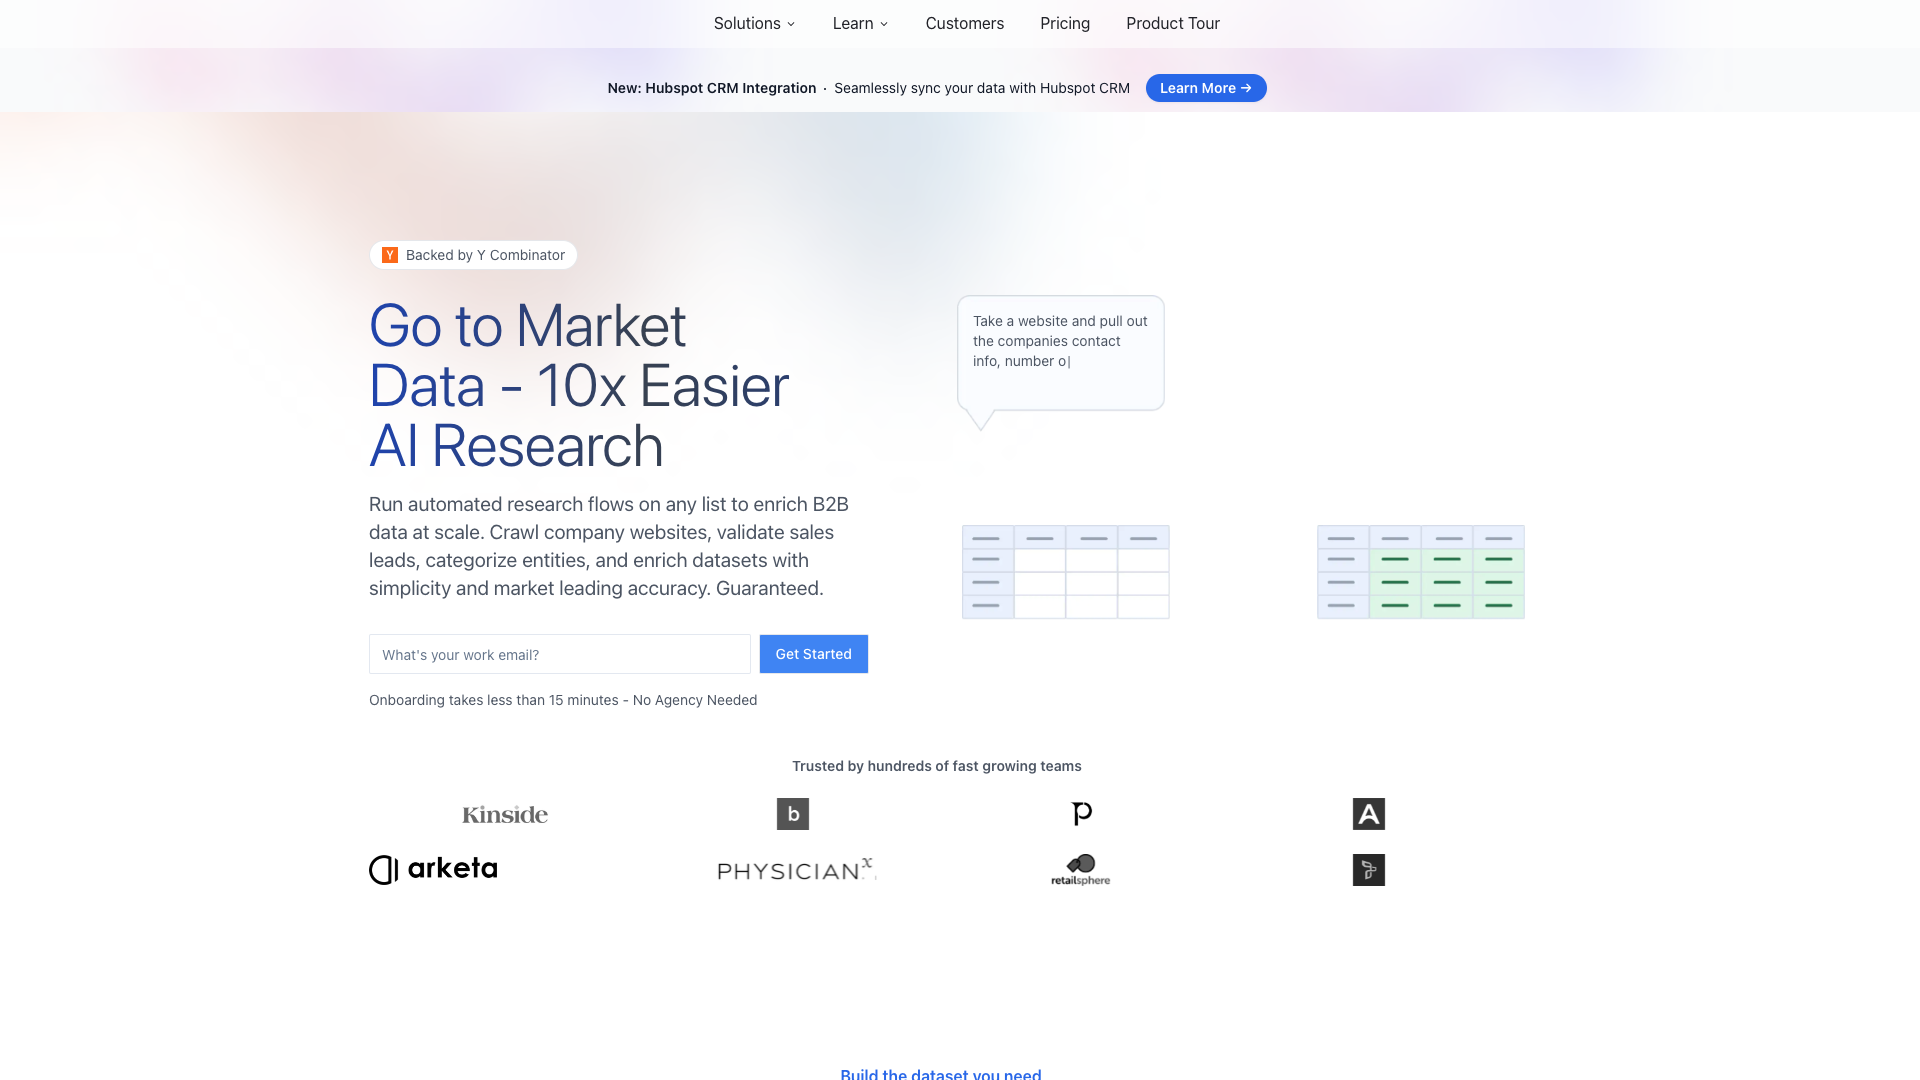 Solutions
Learn
Customers
Pricing
Product Tour
New: Hubspot CRM Integration · Seamlessly sync your data with Hubspot CRM
Learn More →
Y Backed by Y Combinator
Go to Market
Data - 10x Easier
AI Research
Take a website and pull out
the companies contact
info, number o|
Run automated research flows on any list to enrich B2B
data at scale. Crawl company websites, validate sales
leads, categorize entities, and enrich datasets with
simplicity and market leading accuracy. Guaranteed.
What's your work email?
Get Started
Onboarding takes less than 15 minutes - No Agency Needed
Trusted by hundreds of fast growing teams
Kinside
b
p
A
arketa
PHYSICIANx
retailsphere
Build the dataset you need